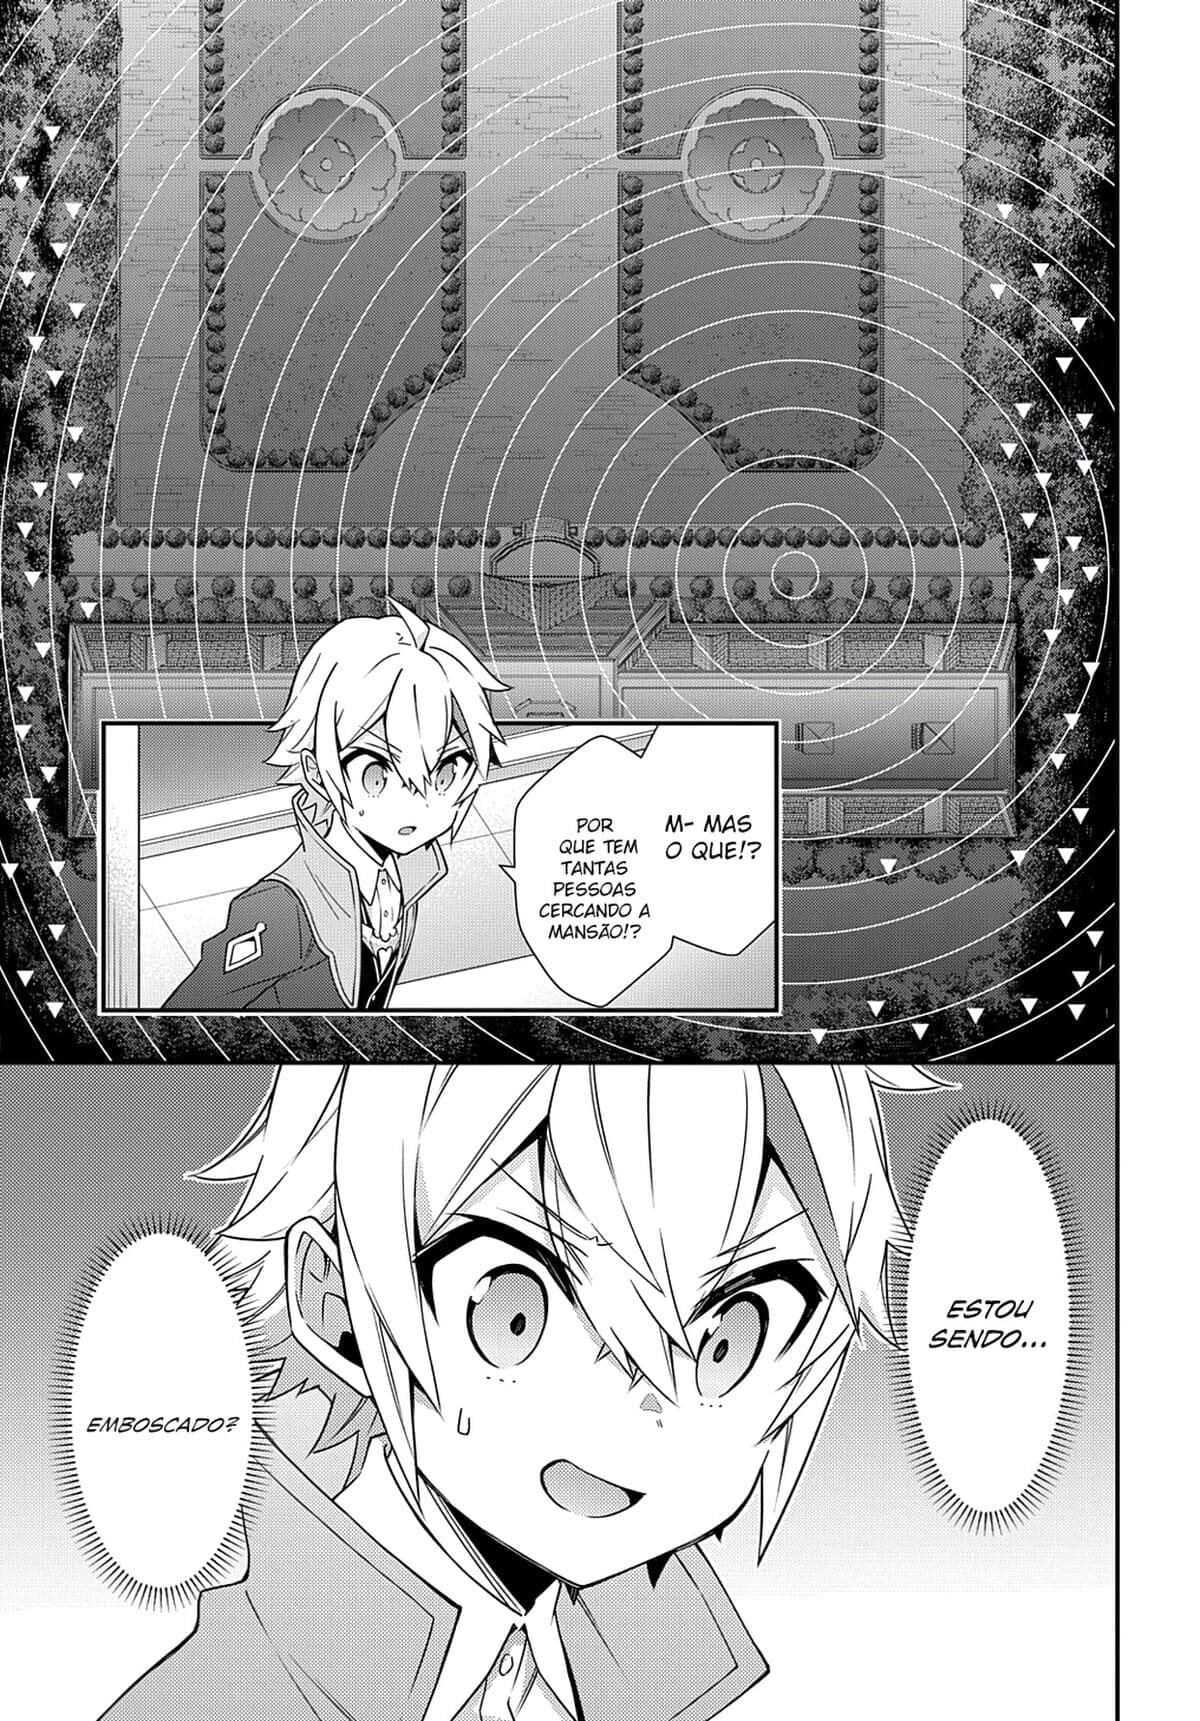 M- MAS
O QUE!?
POR
QUE TEM
TANTAS
PESSOAS
CERCANDO A
MANSÃO!?
ESTOU
SENDO...
EMBOSCADO?